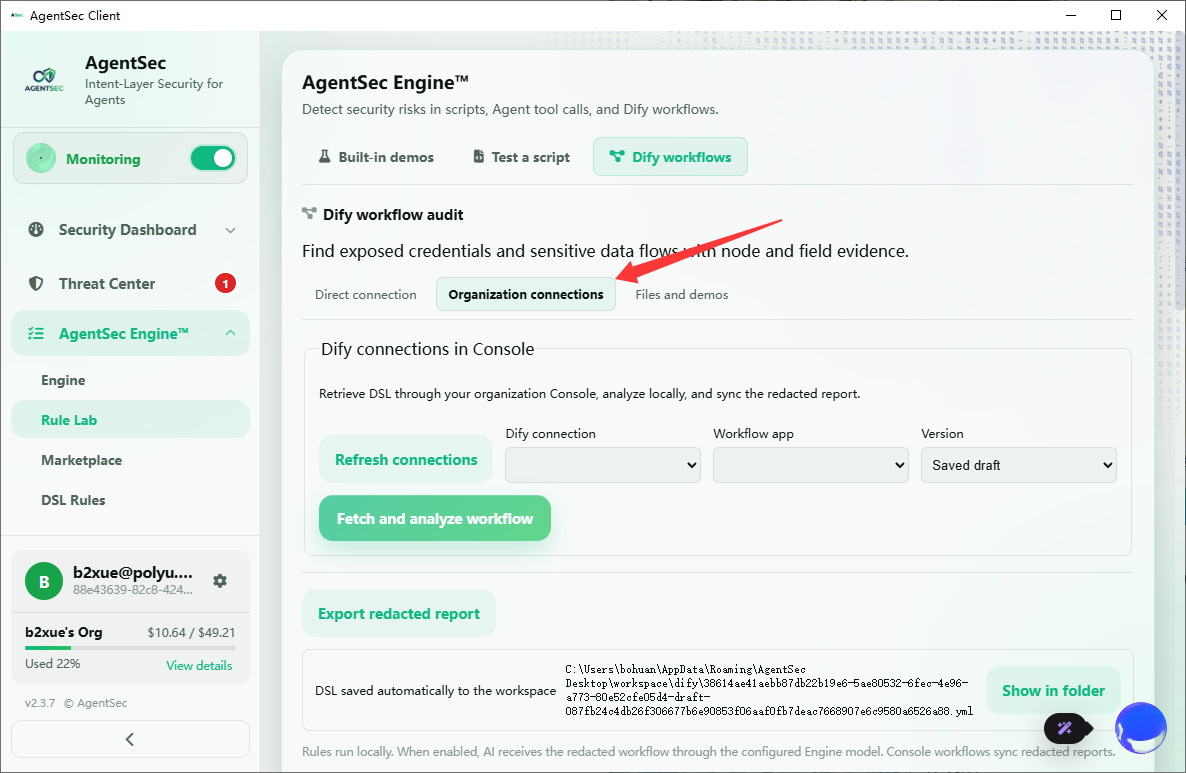 AgentSec Client
AgentSec
Intent-Layer Security for
Agents
AGENTSEC
Monitoring
Security Dashboard
Threat Center
1
AgentSec Engine™
Engine
Rule Lab
Marketplace
DSL Rules
B
b2xue@polyu....
88e43639-82c8-424...
b2xue's Org
$10.64 / $49.21
Used 22%
View details
v2.3.7 © AgentSec
AgentSec Engine™
Detect security risks in scripts, Agent tool calls, and Dify workflows.
Built-in demos
Test a script
Dify workflows
Dify workflow audit
Find exposed credentials and sensitive data flows with node and field evidence.
Direct connection
Organization connections
Files and demos
Dify connections in Console
Retrieve DSL through your organization Console, analyze locally, and sync the redacted report.
Refresh connections
Dify connection
Workflow app
Version
Saved draft
Fetch and analyze workflow
Export redacted report
DSL saved automatically to the workspace
C:\Users\bohuan\AppData\Roaming\AgentSec
Desktop\workspace\dify\38614ae41aebb87db22b19e6-5ae80532-6fec-4e96-
a773-80e52cfe05d4-draft-
087fb24c4db26f306677b6e90853f06aaf0fb7deac7668907e6c9580a6526a88.yml
Show in folder
Rules run locally. When enabled, AI receives the redacted workflow through the configured Engine model. Console workflows sync redacted reports.